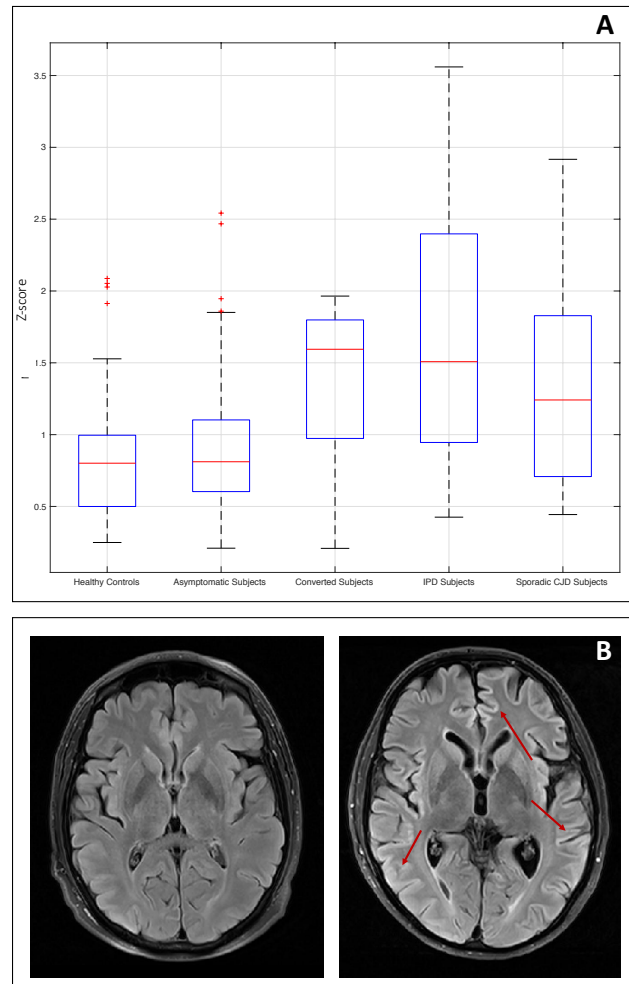 A
3.5
3
2.5
2
1.5
1
0.5
Z-score
I
Healthy Controls Asymptomatic Subjects Converted Subjects IPD Subjects Sporadic CJD Subjects
B